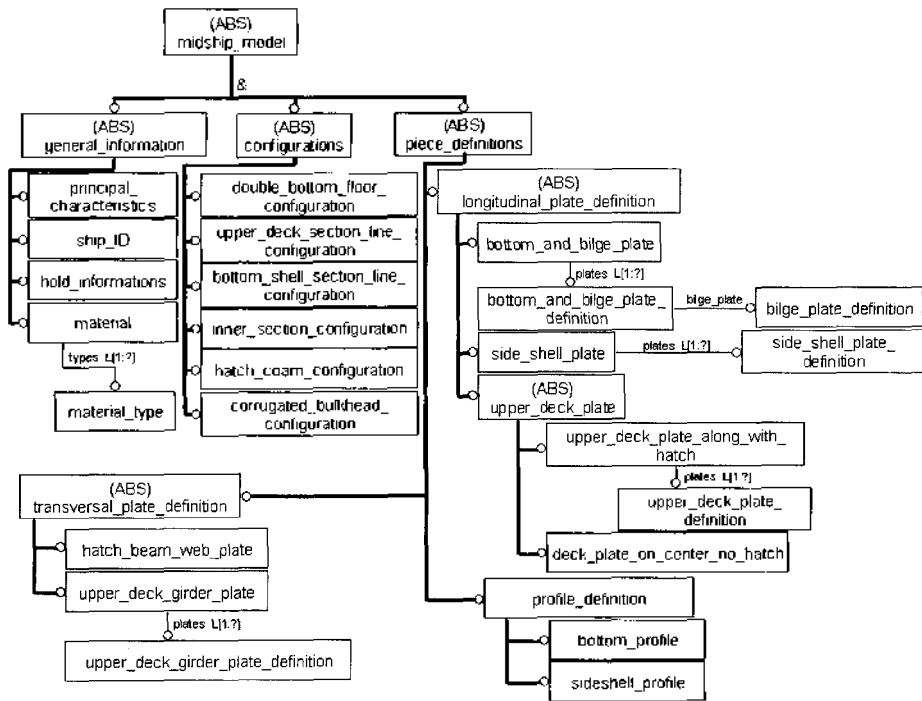 (ABS)
midship_model
&
(ABS)
general_information
(ABS)
configurations
(ABS)
piece_definitions
principal_
characteristics
ship_ID
hold_informations
material
types L[1:?]
material_type
double_bottom_floor_
configuration
upper_deck_section_line_
configuration
bottom_shell_section_line_
configuration
inner_section_configuration
hatch_coam_configuration
corrugated_bulkhead_
configuration
(ABS)
longitudinal_plate_definition
bottom_and_bilge_plate
plates L[1:?]
bottom_and_bilge_plate_
definition
bilge_plate
bilge_plate_definition
side_shell_plate
plates L[1:?]
side_shell_plate_
definition
(ABS)
upper_deck_plate
upper_deck_plate_along_with_
hatch
plates L[1:?]
upper_deck_plate_
definition
deck_plate_on_center_no_hatch
(ABS)
transversal_plate_definition
hatch_beam_web_plate
upper_deck_girder_plate
plates L[1:?]
upper_deck_girder_plate_definition
profile_definition
bottom_profile
sideshell_profile